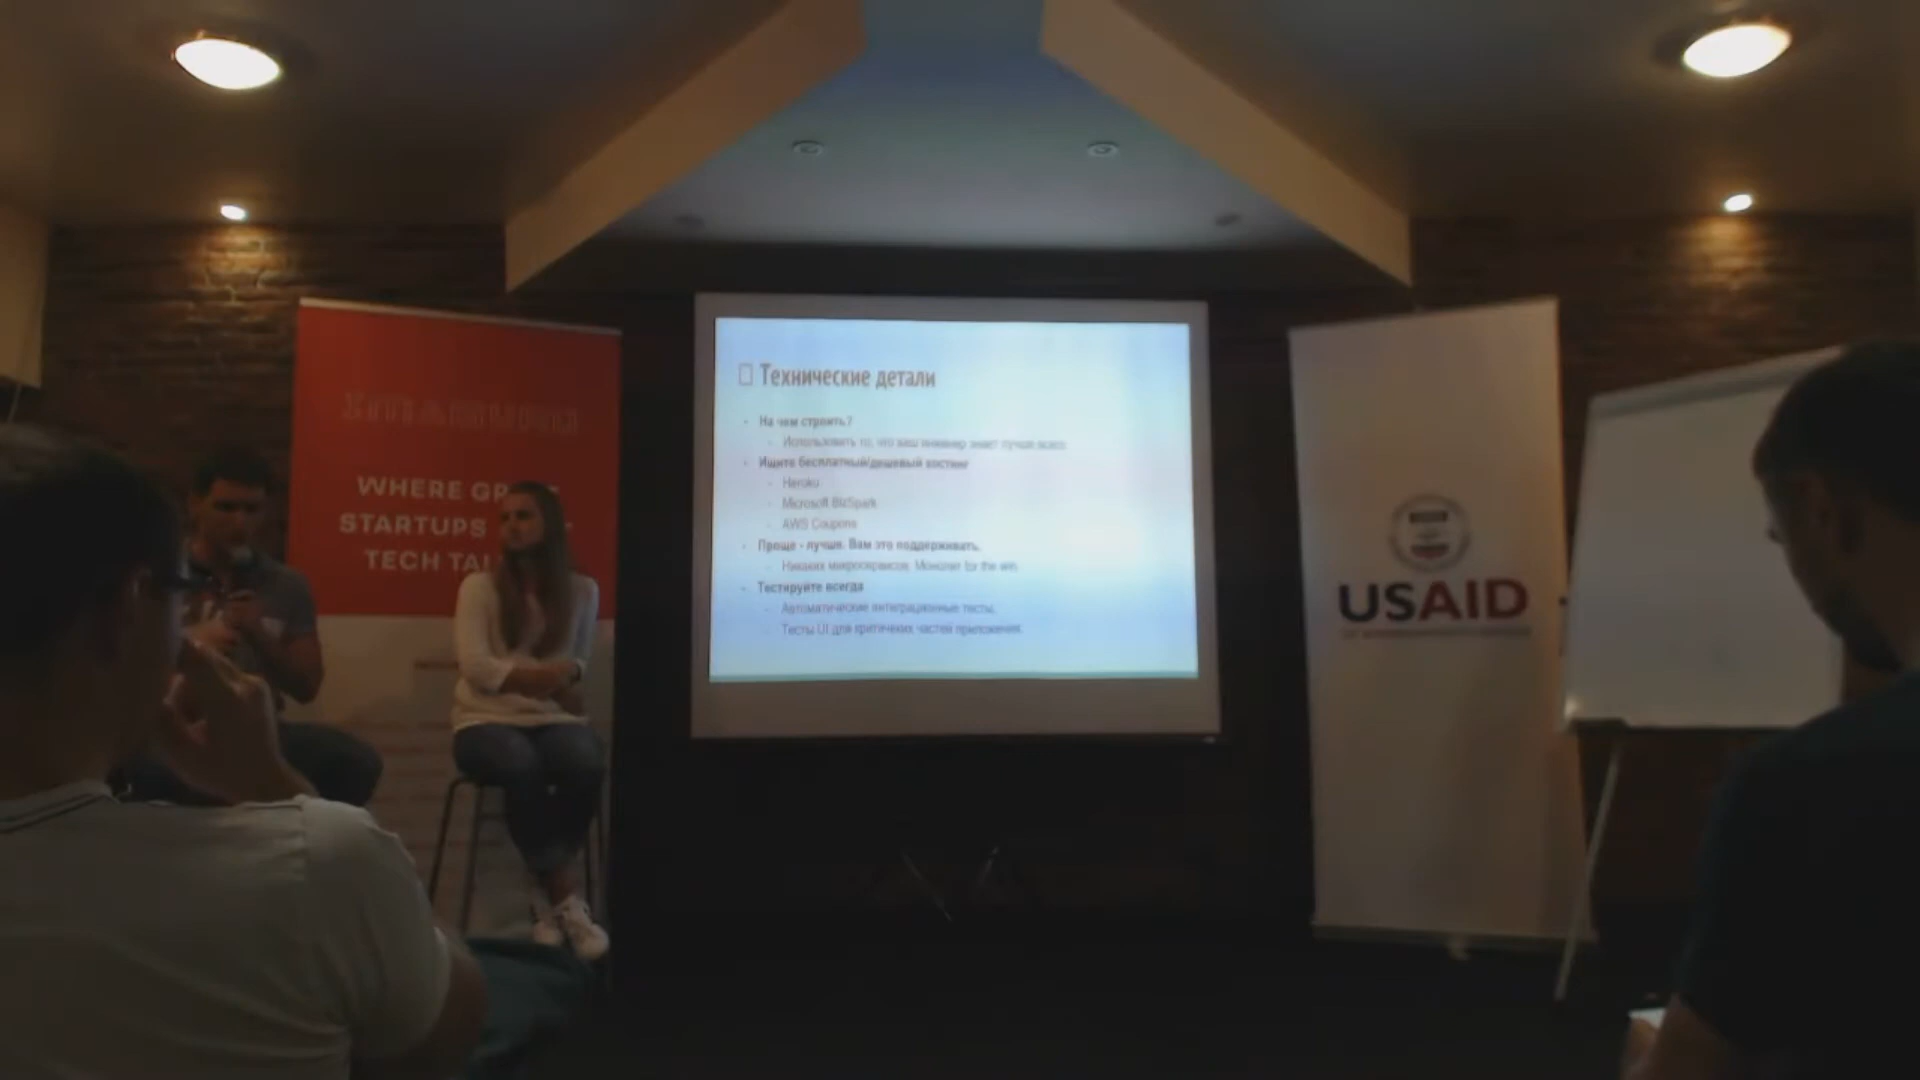 Технические детали
- На чем строить?
- Использовать то, что ваш инженер знает лучше всего
- Ищите бесплатный/дешевый хостинг
- Heroku
- Microsoft BizSpark
- AWS Coupons
- Проще - лучше. Вам это поддерживать.
- Никаких микросервисов. Монолит for the win
- Тестируйте всегда
- Автоматические интеграционные тесты.
- Тесты UI для критичених частей приложения
WHERE
STARTUPS
TECH
USAID